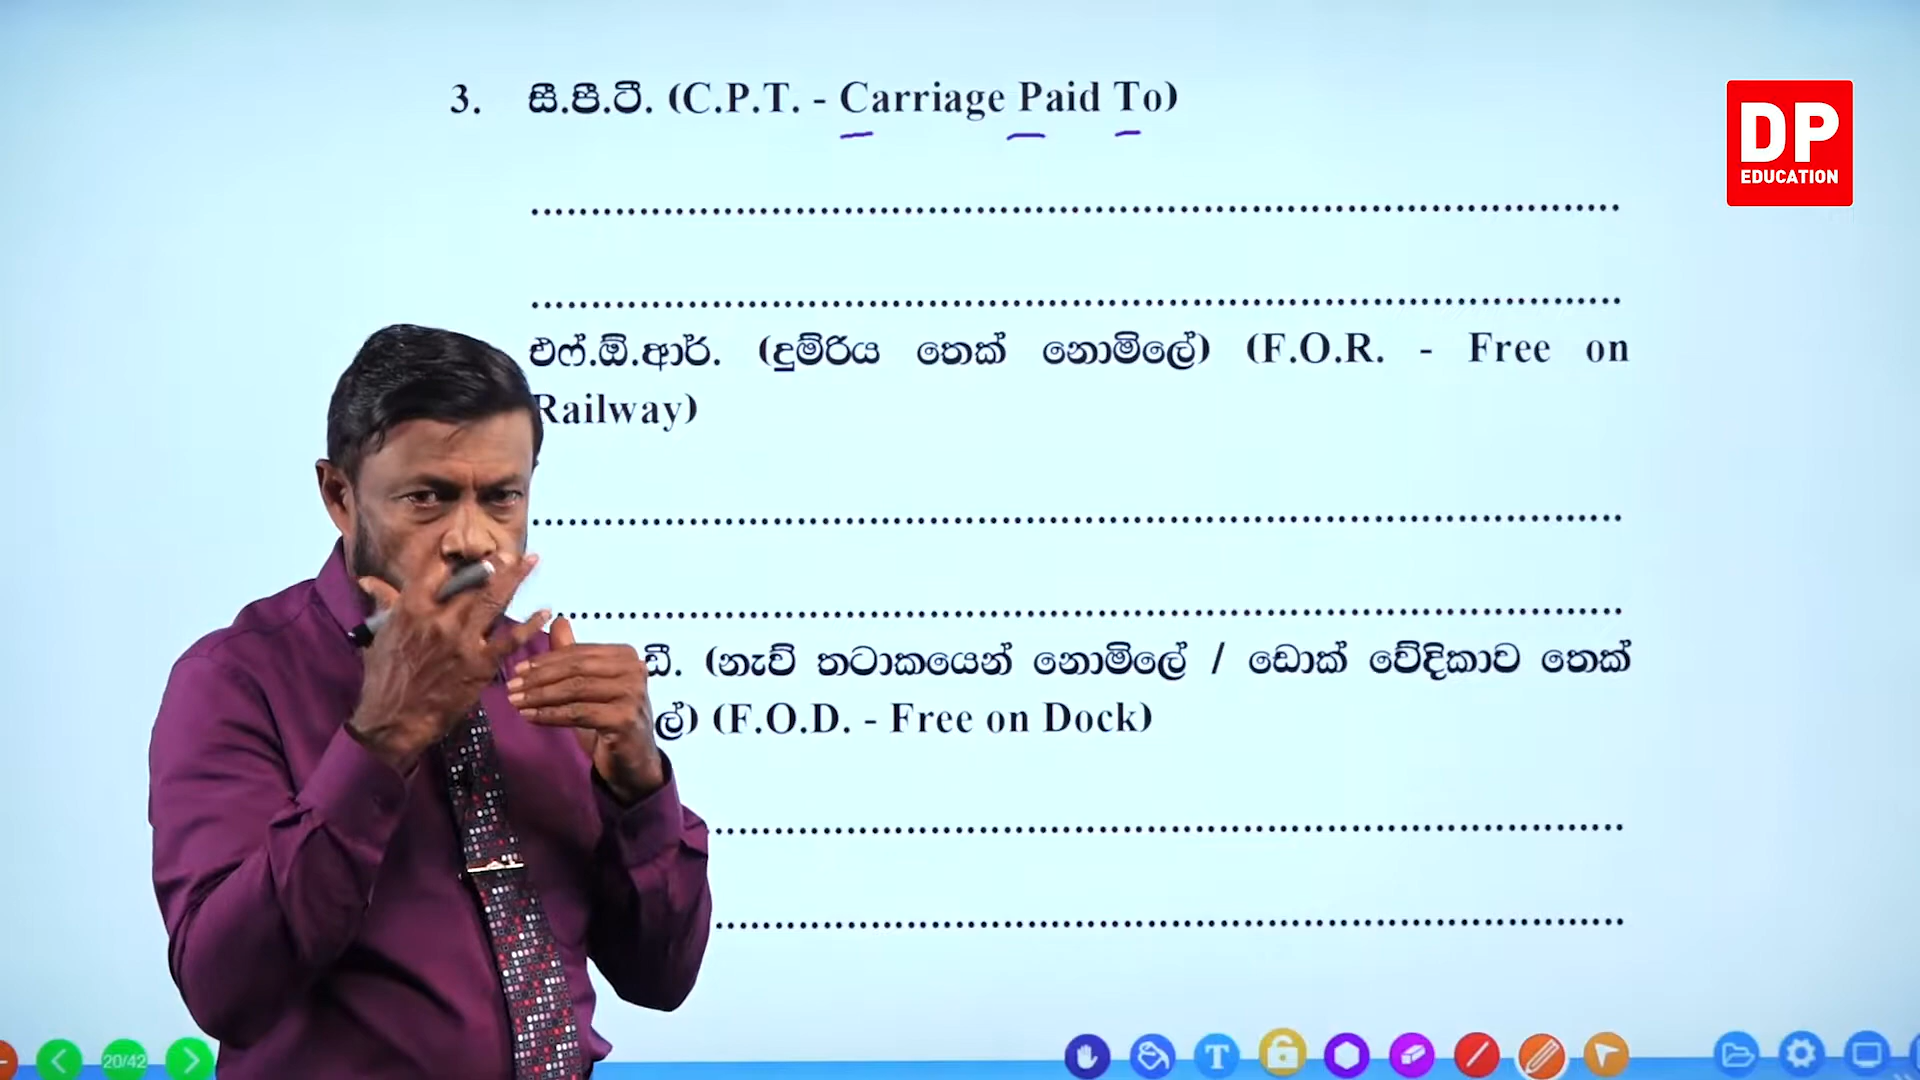 3. සී.පී.ටී. (C.P.T. - Carriage Paid To)
DP
EDUCATION
එෆ්.ඕ.ආර්. (දුම්රිය තෙක් නොමිලේ) (F.O.R. - Free on
Railway)
ඩී. (නැව් තටාකයෙන් නොමිලේ / ඩොක් වේදිකාව තෙක්
(F.O.D. - Free on Dock)
20/42
T